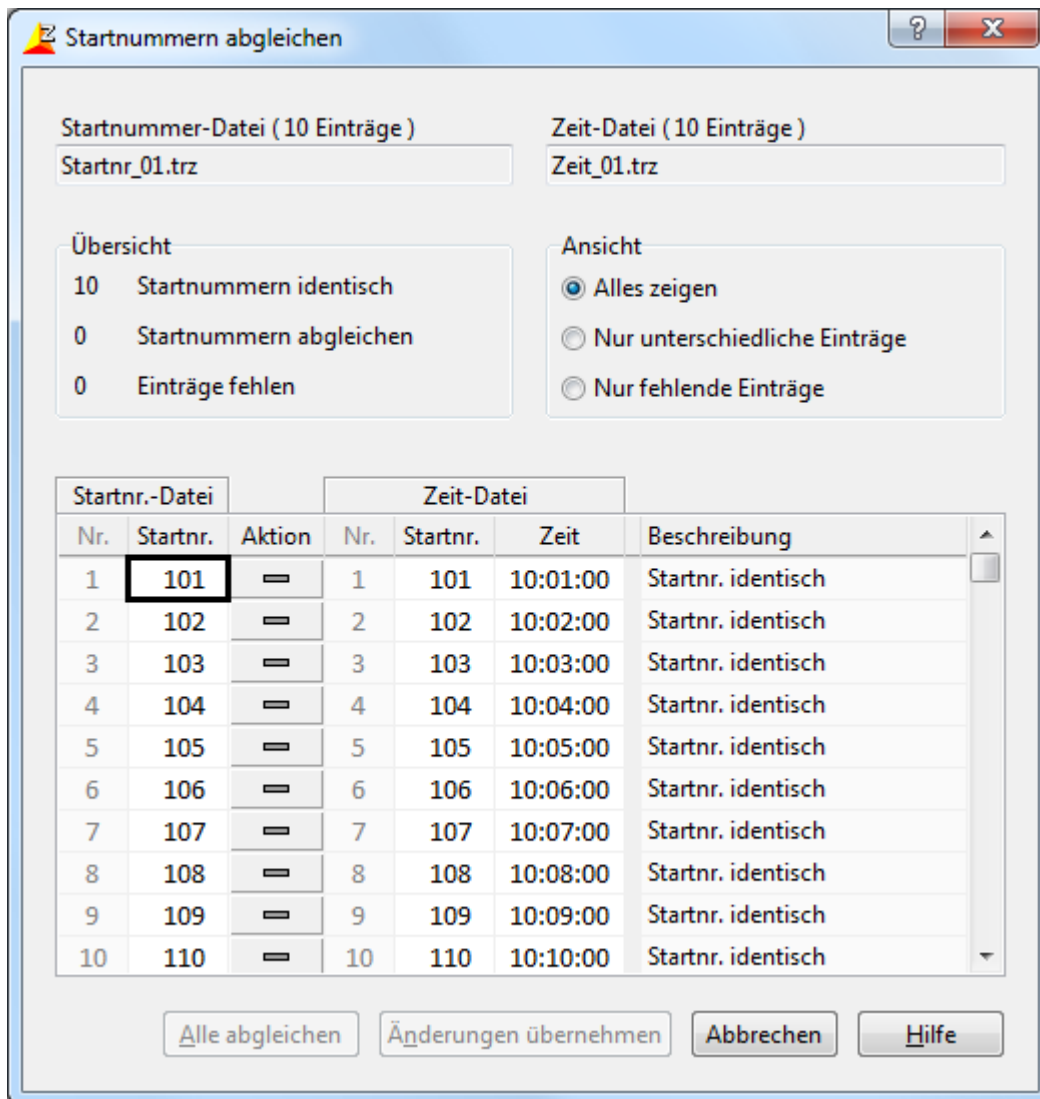 Startnummern abgleichen
Startnummer-Datei ( 10 Einträge ) Zeit-Datei ( 10 Einträge )
Startnr_01.trz Zeit_01.trz
Übersicht Ansicht
10 Startnummern identisch Alles zeigen
0 Startnummern abgleichen Nur unterschiedliche Einträge
0 Einträge fehlen Nur fehlende Einträge
Startnr.-Datei Zeit-Datei
Nr. Startnr. Aktion Nr. Startnr. Zeit Beschreibung
1 101 1 101 10:01:00 Startnr. identisch
2 102 2 102 10:02:00 Startnr. identisch
3 103 3 103 10:03:00 Startnr. identisch
4 104 4 104 10:04:00 Startnr. identisch
5 105 5 105 10:05:00 Startnr. identisch
6 106 6 106 10:06:00 Startnr. identisch
7 107 7 107 10:07:00 Startnr. identisch
8 108 8 108 10:08:00 Startnr. identisch
9 109 9 109 10:09:00 Startnr. identisch
10 110 10 110 10:10:00 Startnr. identisch
Alle abgleichen Änderungen übernehmen Abbrechen Hilfe